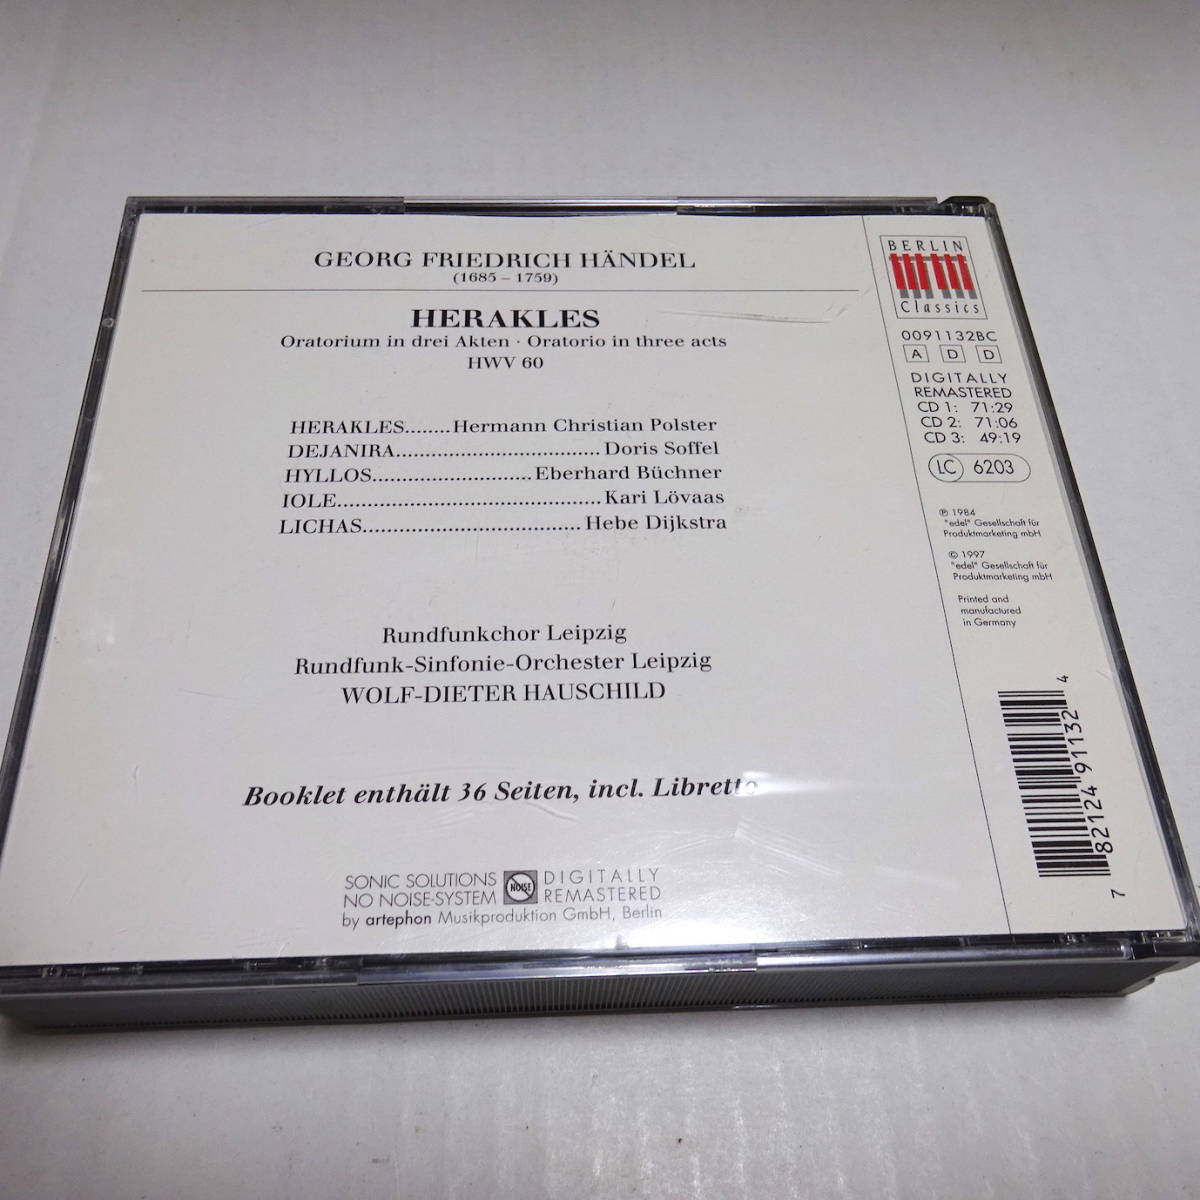 GEORG FRIEDRICH HÄNDEL
(1685 – 1759)
HERAKLES
Oratorium in drei Akten · Oratorio in three acts
HWV 60
HERAKLES........Hermann Christian Polster
DEJANIRA.................................Doris Soffel
HYLLOS..........................Eberhard Büchner
IOLE...........................................Kari Lövaas
LICHAS...................................Hebe Dijkstra
Rundfunkchor Leipzig
Rundfunk-Sinfonie-Orchester Leipzig
WOLF-DIETER HAUSCHILD
Booklet enthält 36 Seiten, incl. Libretto
SONIC SOLUTIONS
NO NOISE-SYSTEM
NOISE
DIGITALLY
REMASTERED
by artephon Musikproduktion GmbH, Berlin
BERLIN
Classics
0091132BC
A D D
DIGITALLY
REMASTERED
CD 1: 71:29
CD 2: 71:06
CD 3: 49:19
LC 6203
℗ 1984
"edel" Gesellschaft für
Produktmarketing mbH
© 1997
"edel" Gesellschaft für
Produktmarketing mbH
Printed and
manufactured
in Germany
7 82124 91132 4